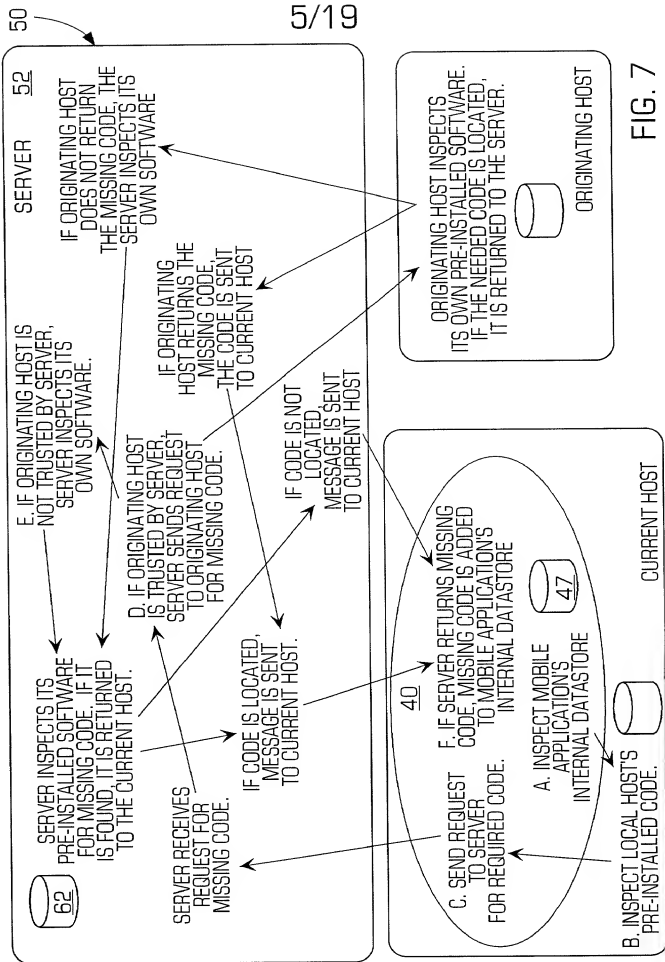 5/19
50
SERVER
52
IF ORIGINATING HOST
DOES NOT RETURN
THE MISSING CODE, THE
SERVER INSPECTS ITS
OWN SOFTWARE
E. IF ORIGINATING HOST IS
NOT TRUSTED BY SERVER,
SERVER INSPECTS ITS
OWN SOFTWARE.
SERVER INSPECTS ITS
PRE-INSTALLED SOFTWARE
FOR MISSING CODE. IF IT
IS FOUND, IT IS RETURNED
TO THE CURRENT HOST.
62
D. IF ORIGINATING HOST
IS TRUSTED BY SERVER,
SERVER SENDS REQUEST
TO ORIGINATING HOST
FOR MISSING CODE.
IF ORIGINATING
HOST RETURNS THE
MISSING CODE,
THE CODE IS SENT
TO CURRENT HOST
SERVER RECEIVES
REQUEST FOR
MISSING CODE.
IF CODE IS LOCATED,
MESSAGE IS SENT
TO CURRENT HOST.
IF CODE IS NOT
LOCATED,
MESSAGE IS SENT
TO CURRENT HOST
40
C. SEND REQUEST
TO SERVER
FOR REQUIRED CODE.
F. IF SERVER RETURNS MISSING
CODE, MISSING CODE IS ADDED
TO MOBILE APPLICATION'S
INTERNAL DATASTORE
A. INSPECT MOBILE
APPLICATION'S
INTERNAL DATASTORE
47
B. INSPECT LOCAL HOST'S
PRE-INSTALLED CODE.
CURRENT HOST
ORIGINATING HOST INSPECTS
ITS OWN PRE-INSTALLED SOFTWARE.
IF THE NEEDED CODE IS LOCATED,
IT IS RETURNED TO THE SERVER.
ORIGINATING HOST
FIG. 7